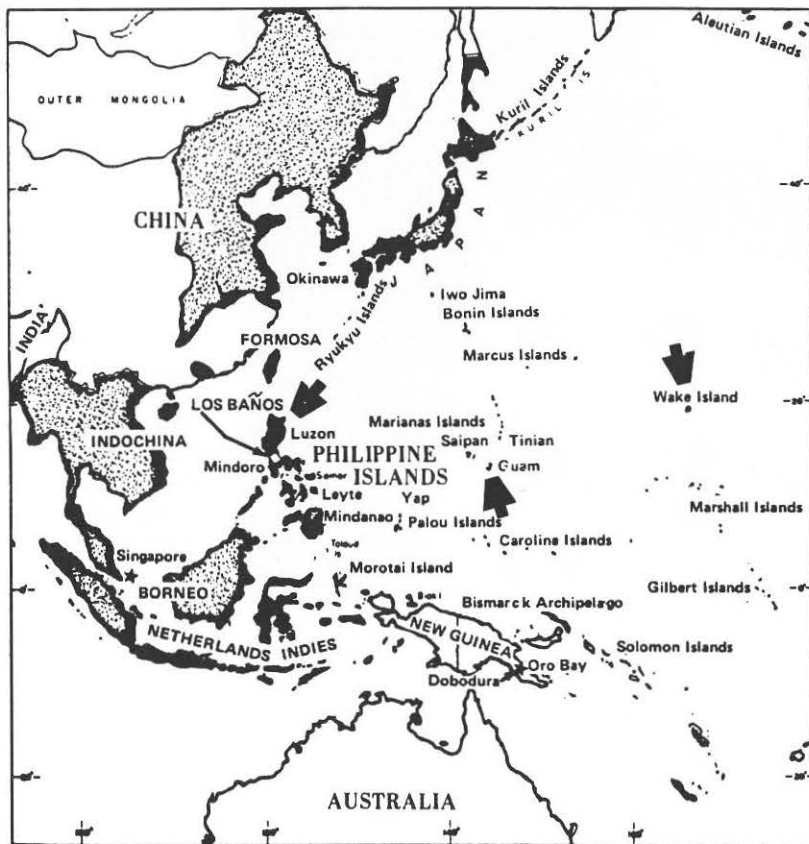 Aleutian Islands
OUTER MONGOLIA
Kuril Islands
KURIL IS
CHINA
JAPAN
Okinawa
Iwo Jima
Bonin Islands
Ryukyu Islands
INDIA
FORMOSA
Marcus Islands
Wake Island
LOS BAÑOS
INDOCHINA
Luzon
Marianas Islands
Saipan
Tinian
Mindoro
PHILIPPINE
ISLANDS
Guam
Samar
Leyte
Yap
Marshall Islands
Mindanao
Palou Islands
Caroline Islands
Singapore
Morotai Island
BORNEO
Gilbert Islands
Bismarck Archipelago
NETHERLANDS INDIES
NEW GUINEA
Solomon Islands
Oro Bay
Dobodura
AUSTRALIA